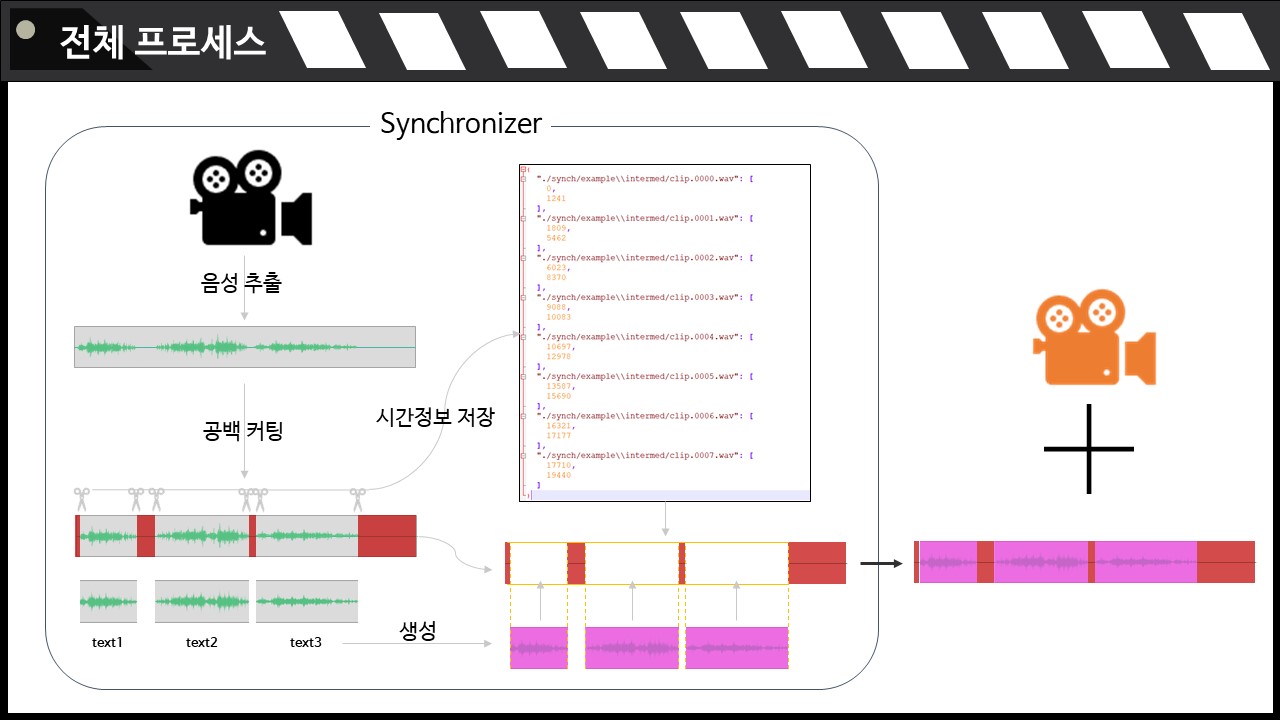 전체 프로세스
Synchronizer
음성 추출
공백 커팅
시간정보 저장
"./synch/example\\intermed/clip.0000.wav": [
0,
1241
],
"./synch/example\\intermed/clip.0001.wav": [
1809,
5462
],
"./synch/example\\intermed/clip.0002.wav": [
6023,
8370
],
"./synch/example\\intermed/clip.0003.wav": [
9088,
10083
],
"./synch/example\\intermed/clip.0004.wav": [
10697,
12978
],
"./synch/example\\intermed/clip.0005.wav": [
13587,
15690
],
"./synch/example\\intermed/clip.0006.wav": [
16321,
17177
],
"./synch/example\\intermed/clip.0007.wav": [
17710,
19440
]
text1
text2
text3
생성